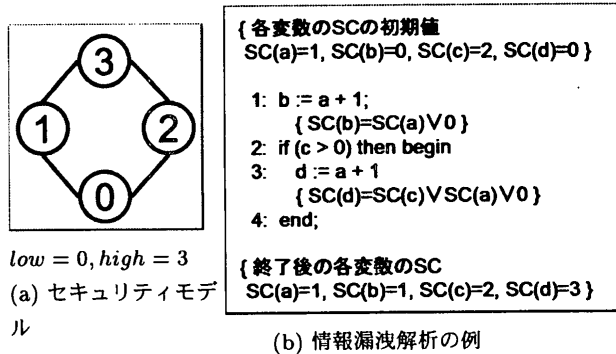 3
1
2
0
low = 0, high = 3
(a) セキュリティモデ
ル
{ 各変数のSCの初期値
SC(a)=1, SC(b)=0, SC(c)=2, SC(d)=0 }
1: b := a + 1;
{ SC(b)=SC(a)∨0 }
2: if (c > 0) then begin
3: d := a + 1
{ SC(d)=SC(c)∨SC(a)∨0 }
4: end;
{ 終了後の各変数のSC
SC(a)=1, SC(b)=1, SC(c)=2, SC(d)=3 }
(b) 情報漏洩解析の例